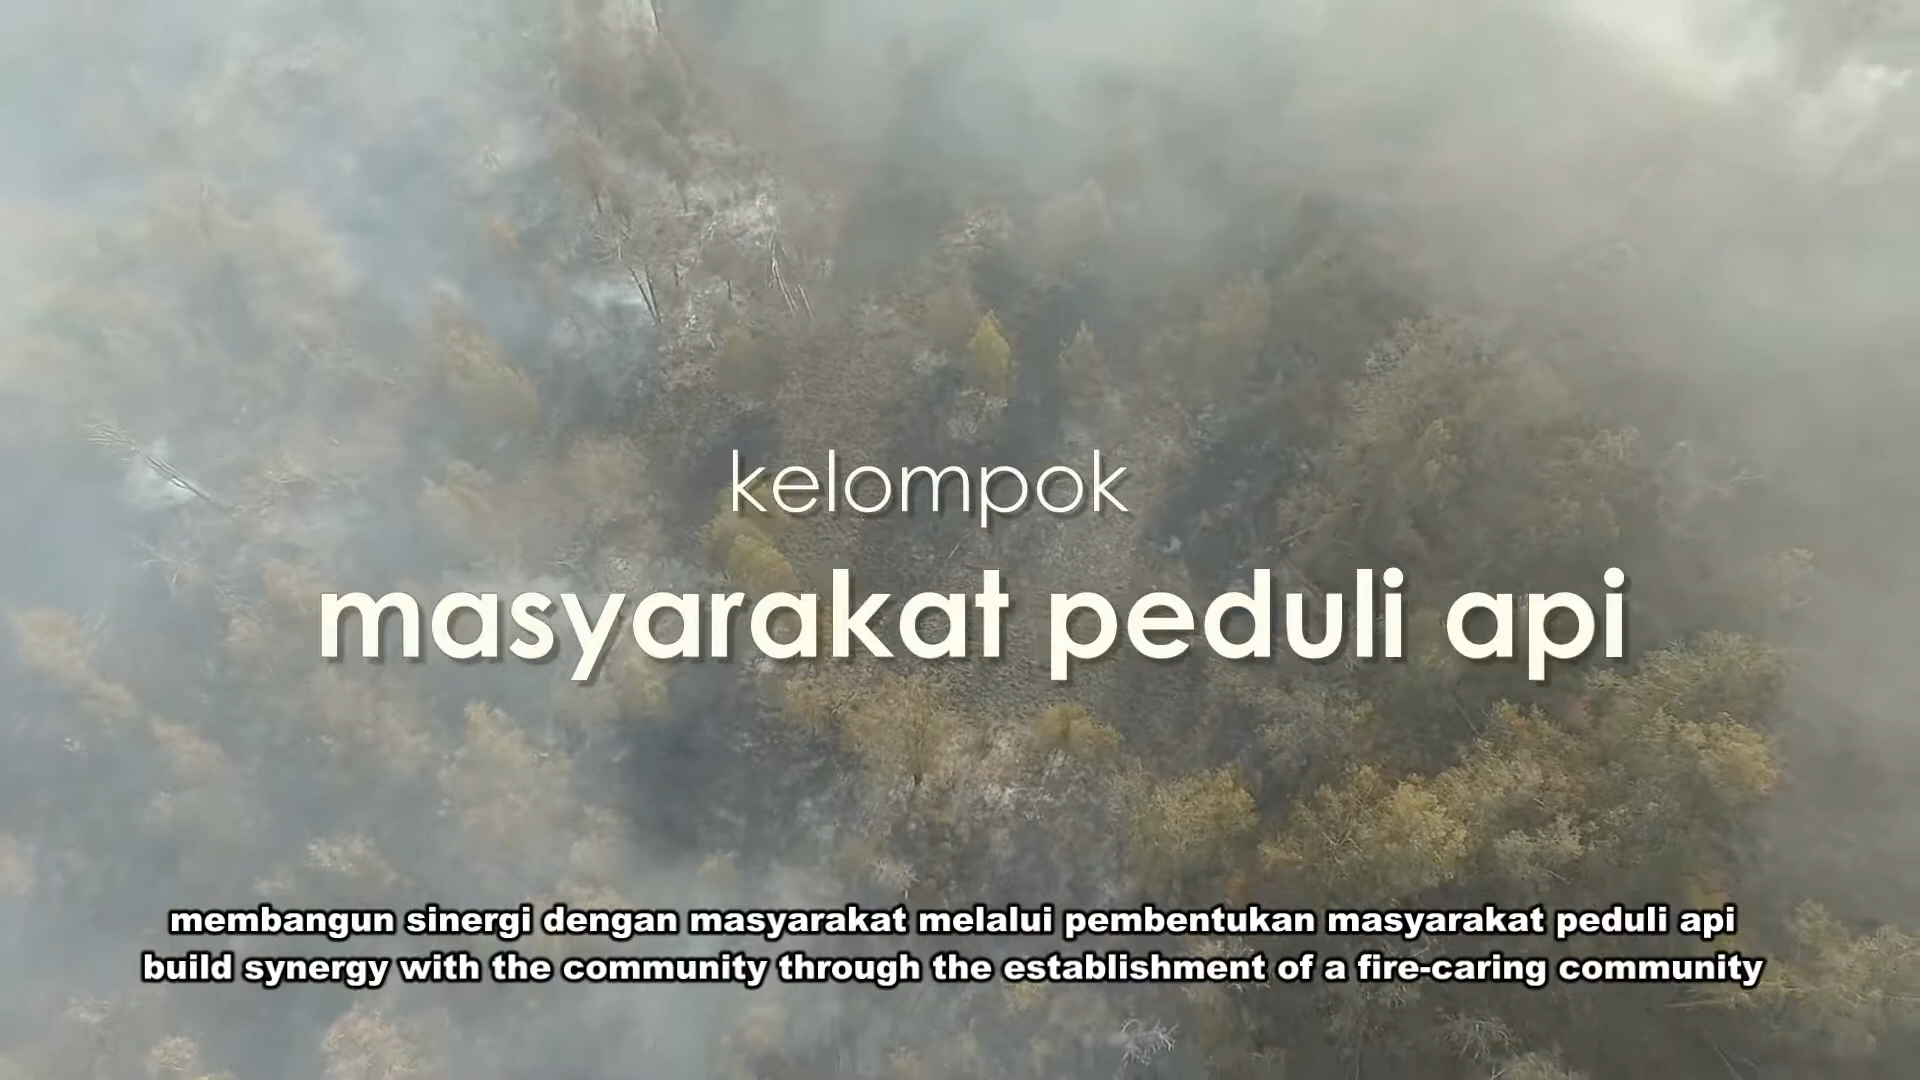 kelompok
masyarakat peduli api
membangun sinergi dengan masyarakat melalui pembentukan masyarakat peduli api
build synergy with the community through the establishment of a fire-caring community